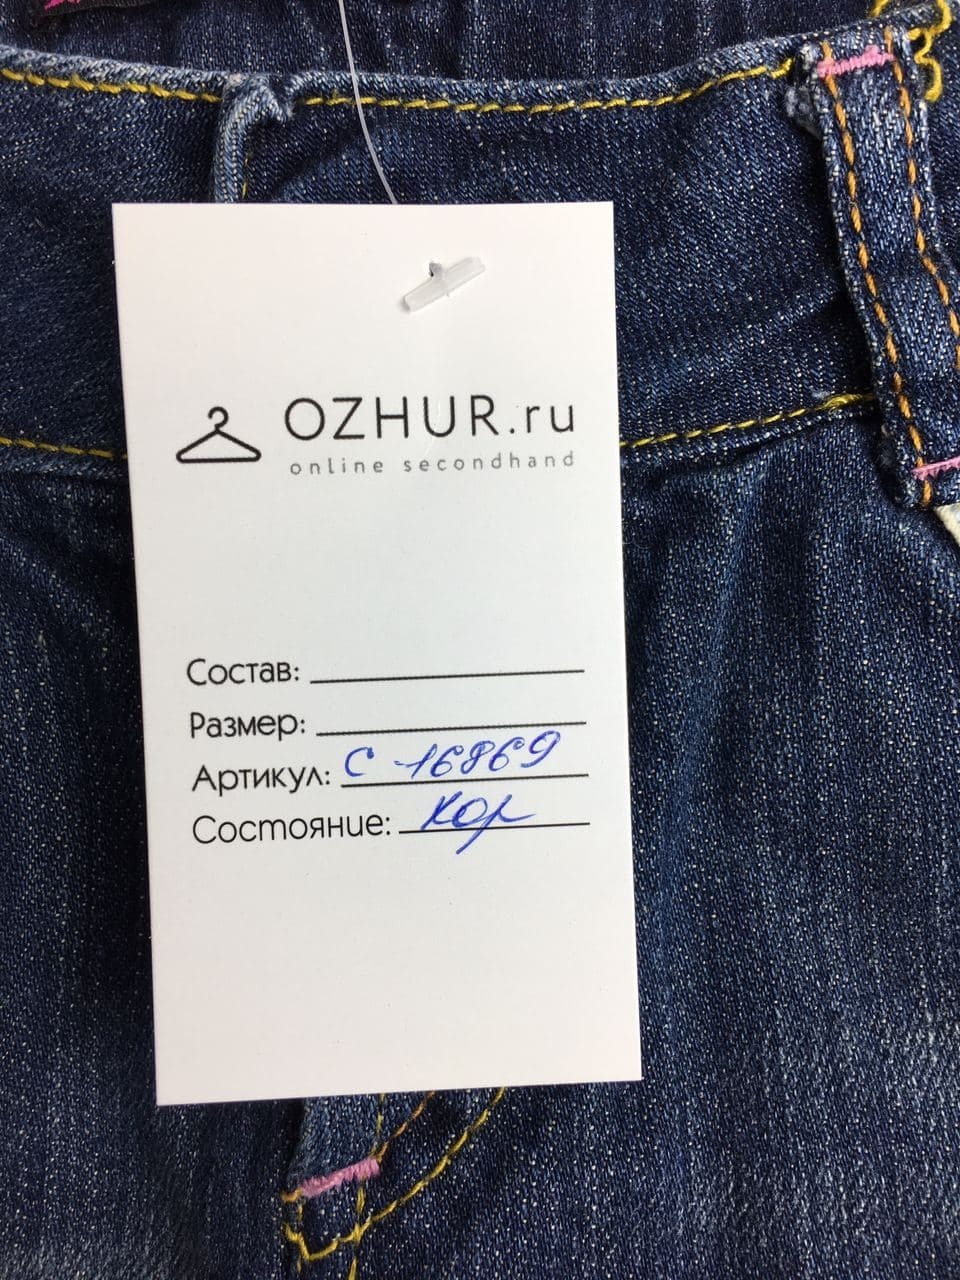 OZHUR.ru
online secondhand
Состав:
Размер:
Артикул: С-16869
Состояние: хор